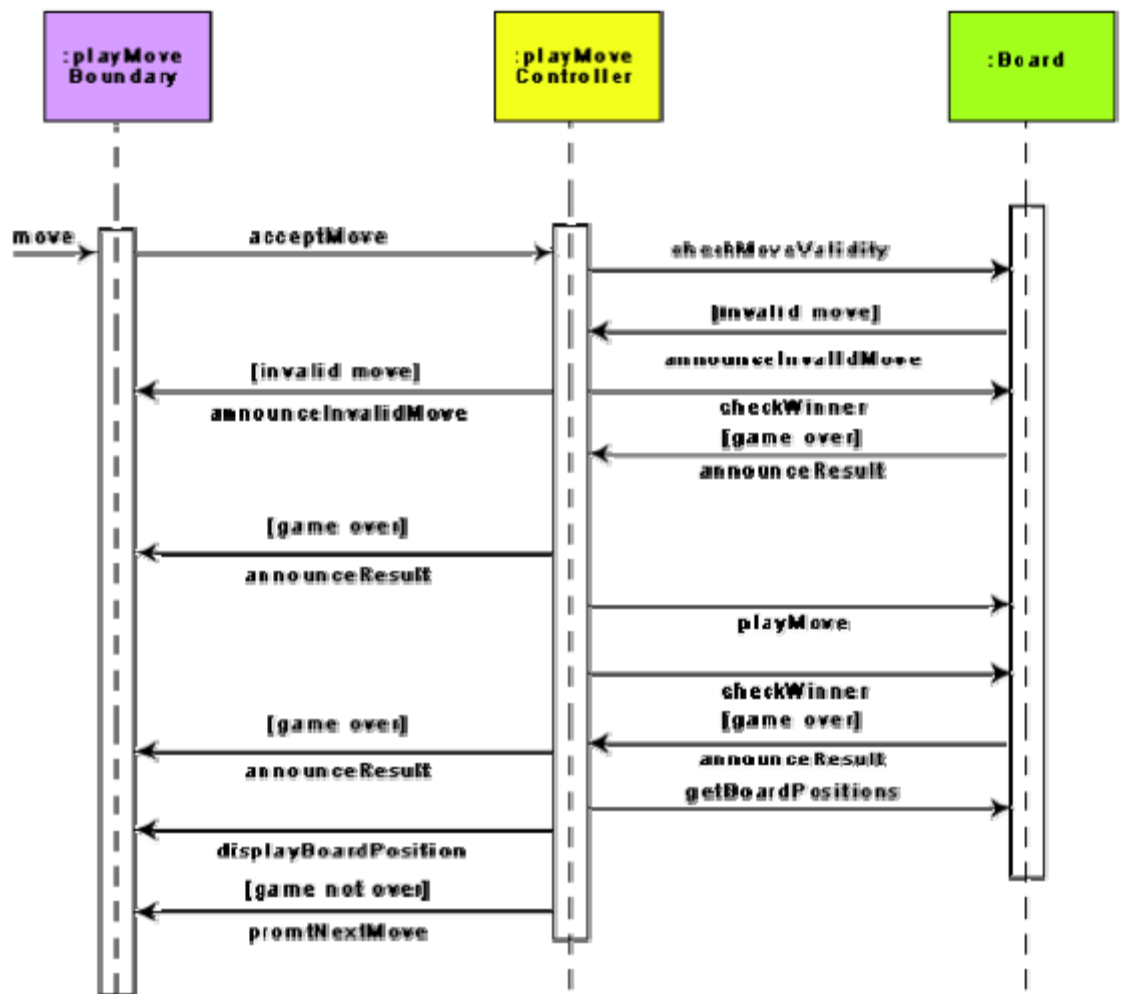 :playMove
Boundary
:playMove
Controller
:Board
move
acceptMove
checkMoveValidity
[invalid move]
announceInvalidMove
[invalid move]
announceInvalidMove
checkWinner
[game over]
announceResult
[game over]
announceResult
playMove
checkWinner
[game over]
announceResult
[game over]
announceResult
getBoardPositions
displayBoardPosition
[game not over]
promtNextMove